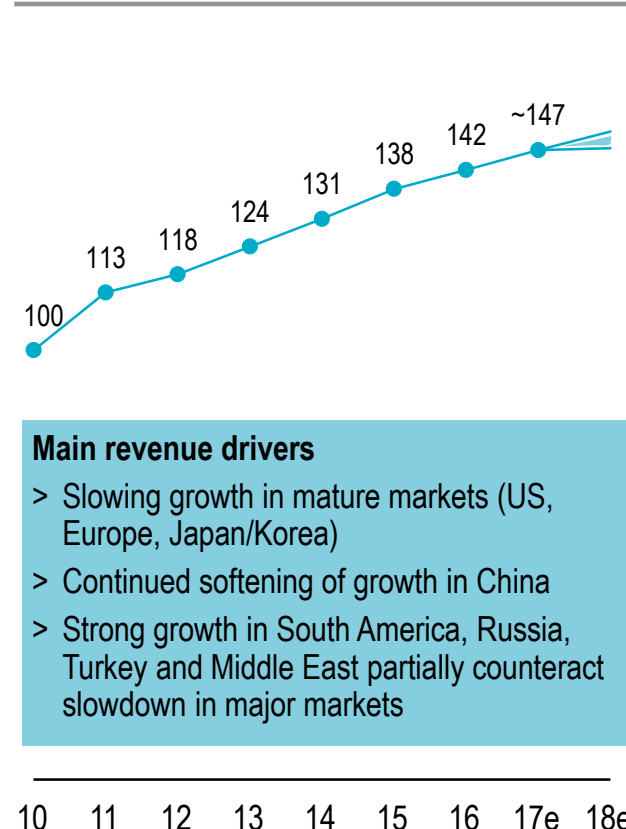 ~147
142
138
131
124
118
113
100
Main revenue drivers
> Slowing growth in mature markets (US,
Europe, Japan/Korea)
> Continued softening of growth in China
> Strong growth in South America, Russia,
Turkey and Middle East partially counteract
slowdown in major markets
10 11 12 13 14 15 16 17e 18e